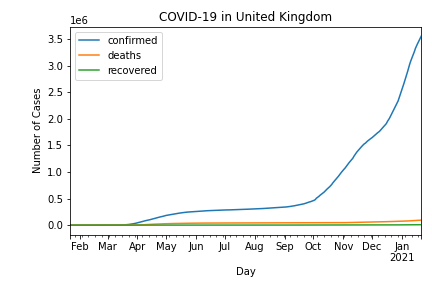 COVID-19 in United Kingdom
1e6
confirmed
deaths
recovered
Number of Cases
3.5
3.0
2.5
2.0
1.5
1.0
0.5
0.0
Feb Mar Apr May Jun Jul Aug Sep Oct Nov Dec Jan
2021
Day